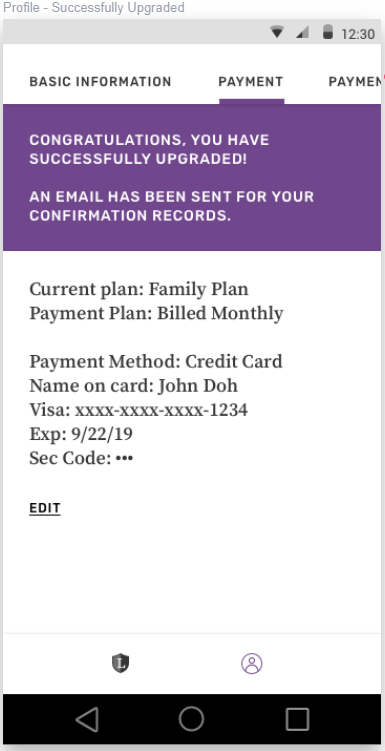 Profile - Successfully Upgraded
12:30
BASIC INFORMATION PAYMENT PAYMEN
CONGRATULATIONS, YOU HAVE
SUCCESSFULLY UPGRADED!
AN EMAIL HAS BEEN SENT FOR YOUR
CONFIRMATION RECORDS.
Current plan: Family Plan
Payment Plan: Billed Monthly
Payment Method: Credit Card
Name on card: John Doh
Visa: xxxx-xxxx-xxxx-1234
Exp: 9/22/19
Sec Code: •••
EDIT
L